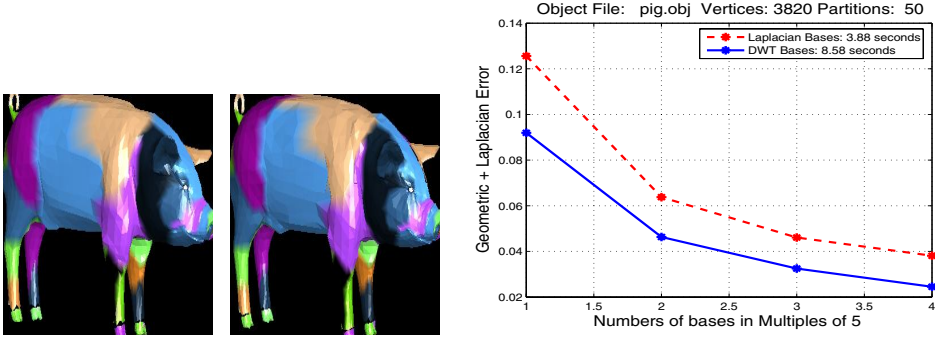 Object File: pig.obj Vertices: 3820 Partitions: 50
Laplacian Bases: 3.88 seconds
DWT Bases: 8.58 seconds
Geometric + Laplacian Error
0.14
0.12
0.1
0.08
0.06
0.04
0.02
1 1.5 2 2.5 3 3.5 4
Numbers of bases in Multiples of 5